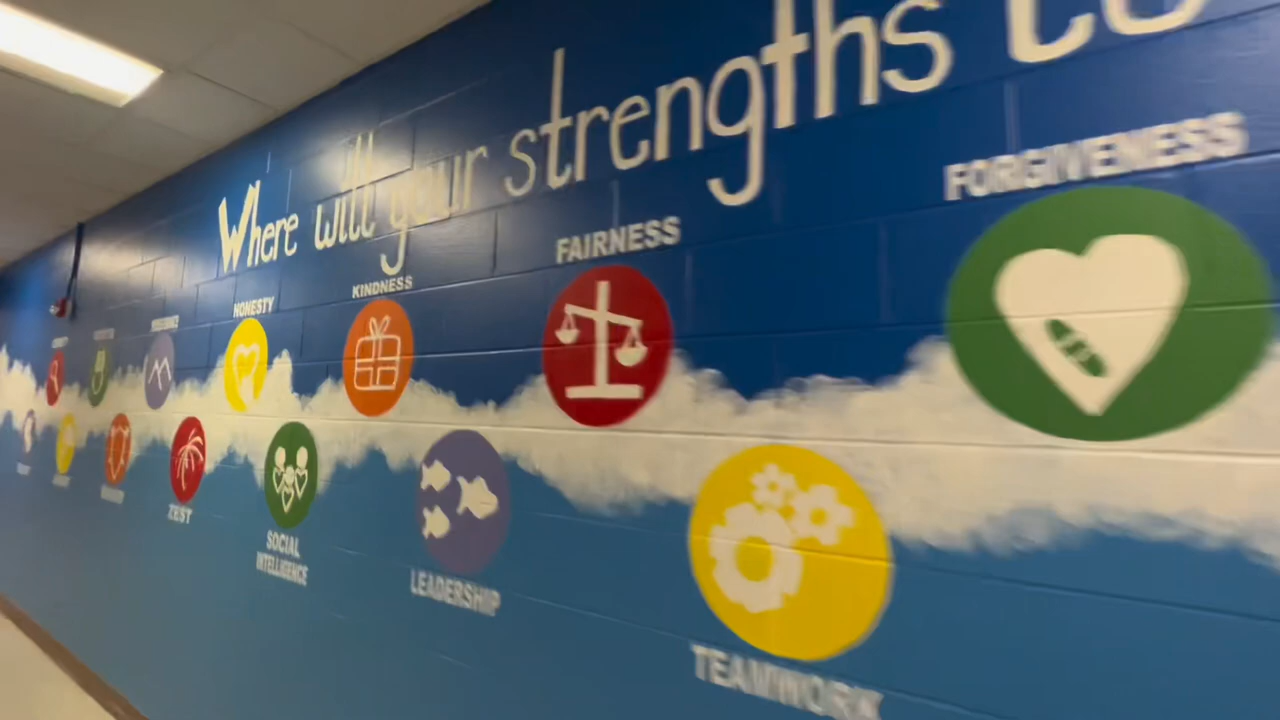 Where will your strengths
FORGIVENESS
FAIRNESS
KINDNESS
HONESTY
ZEST
SOCIAL
INTELLIGENCE
LEADERSHIP
TEAMWORK